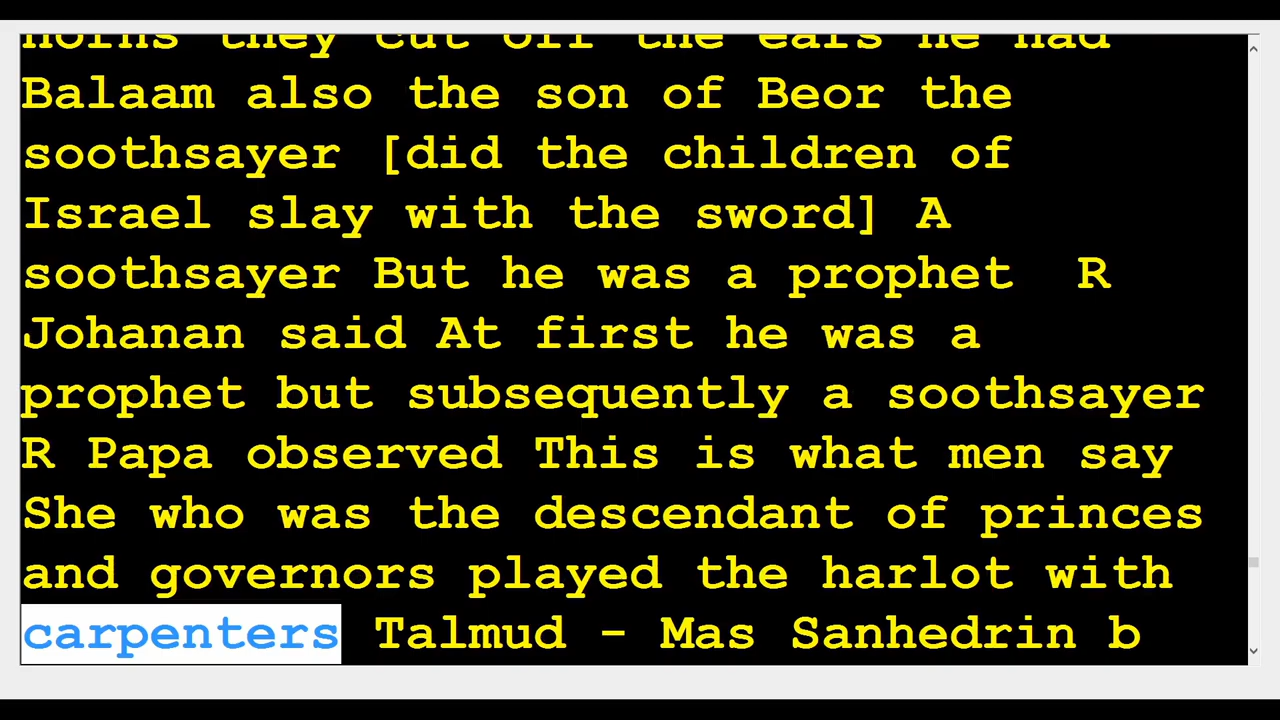 horns they cut off the ears he had
Balaam also the son of Beor the
soothsayer [did the children of
Israel slay with the sword] A
soothsayer But he was a prophet  R
Johanan said At first he was a
prophet but subsequently a soothsayer
R Papa observed This is what men say
She who was the descendant of princes
and governors played the harlot with
carpenters Talmud - Mas Sanhedrin b